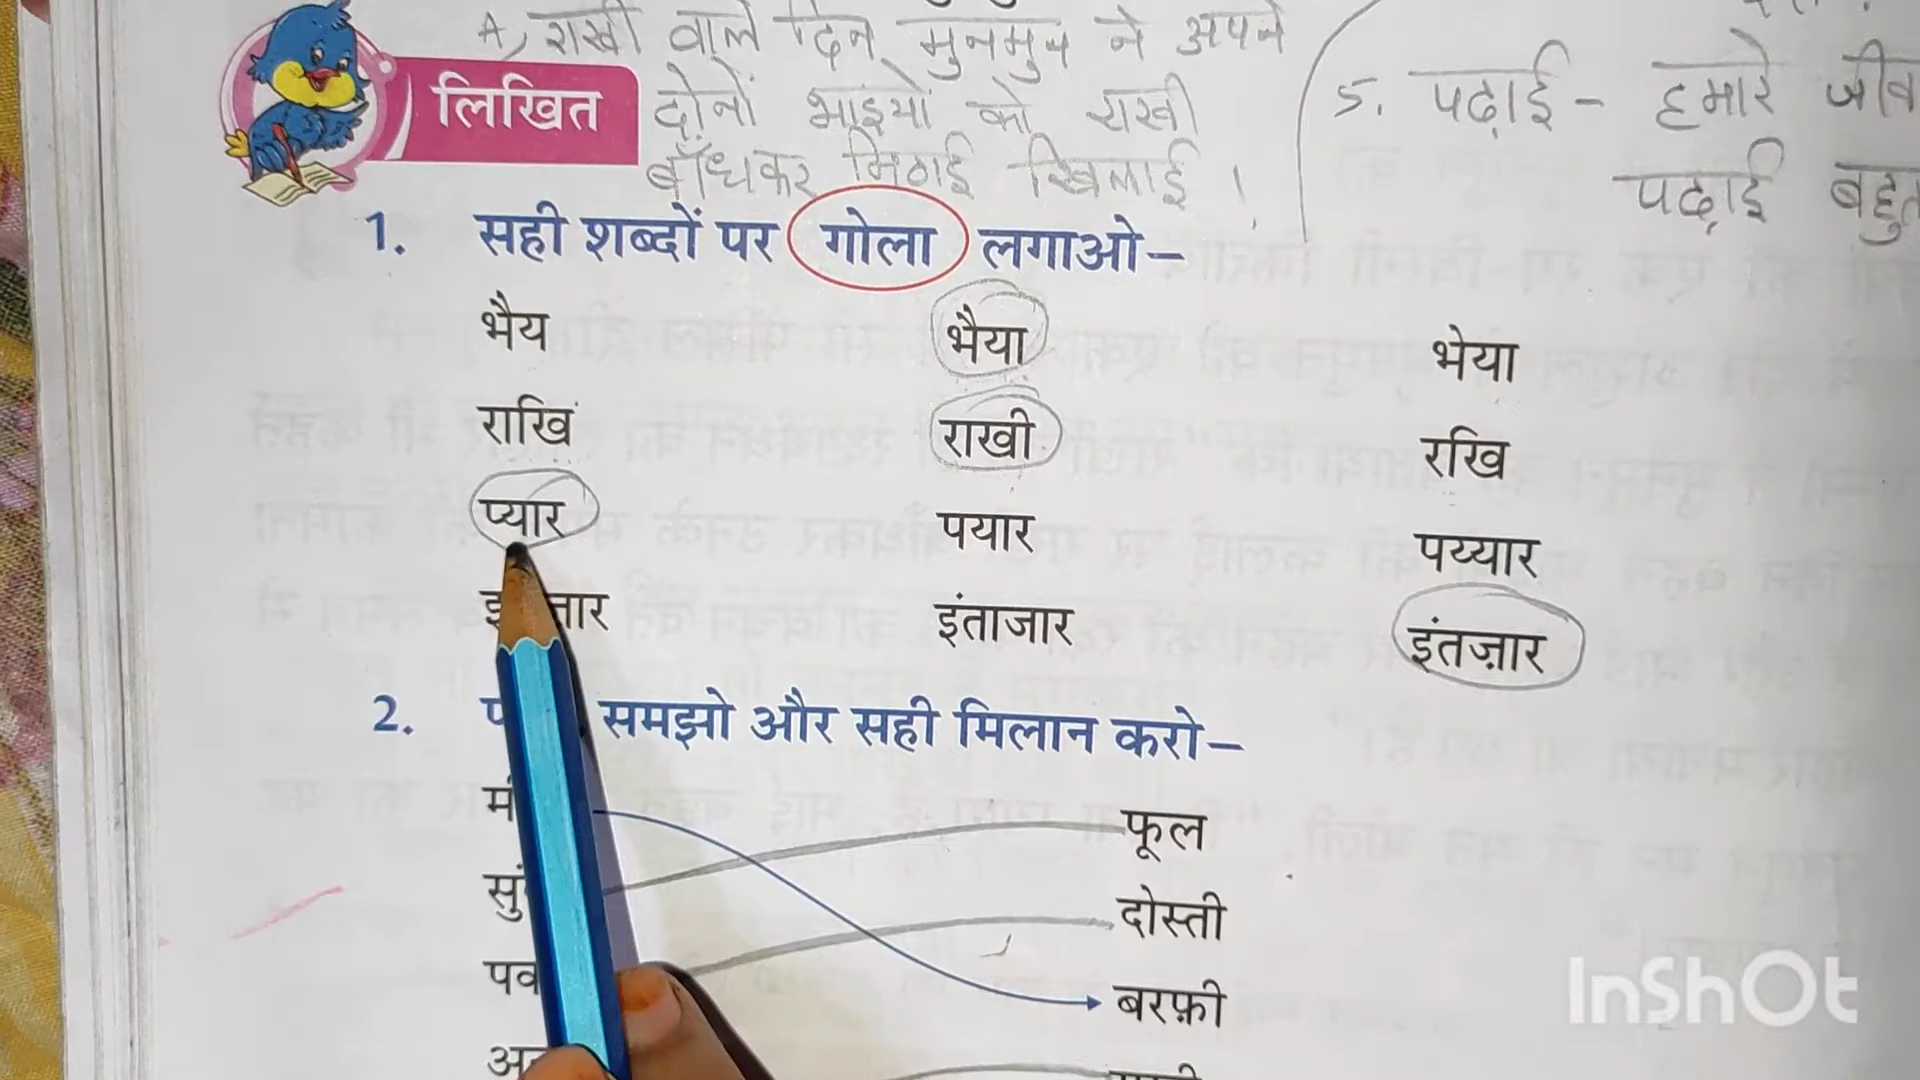 A) राखी वाले दिन मुनमुन ने अपने
दोनों भाइयों को राखी
बाँधकर मिठाई खिलाई ।
5. पढ़ाई - हमारे जीव
पढ़ाई बहुत
लिखित
1. सही शब्दों पर गोला लगाओ–
भैय भैया भेया
राखि राखी रखि
प्यार पयार पय्यार
इंताजार इंतज़ार
2. समझो और सही मिलान करो–
फूल
दोस्ती
बरफ़ी
InShOt